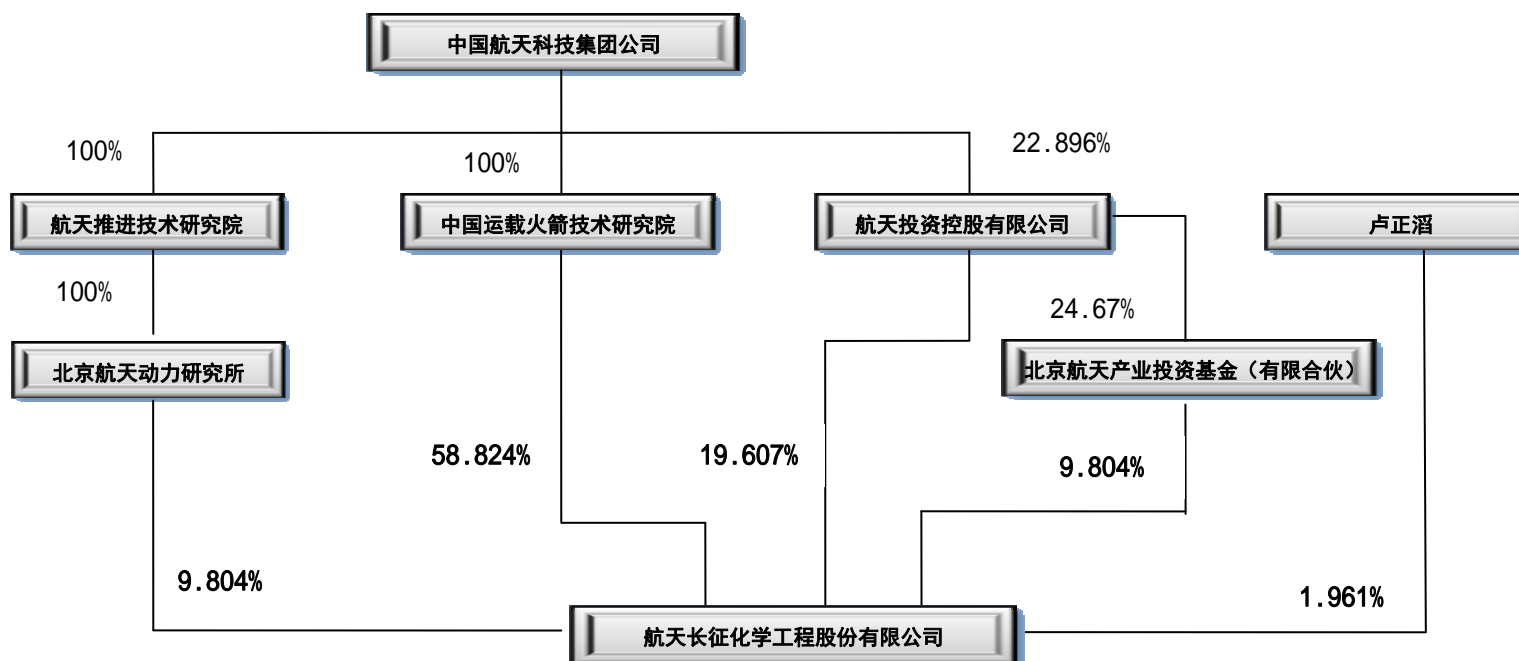 中国航天科技集团公司
100%
100%
22.896%
航天推进技术研究院
中国运载火箭技术研究院
航天投资控股有限公司
卢正滔
100%
24.67%
北京航天动力研究所
北京航天产业投资基金（有限合伙）
58.824%
19.607%
9.804%
9.804%
1.961%
航天长征化学工程股份有限公司